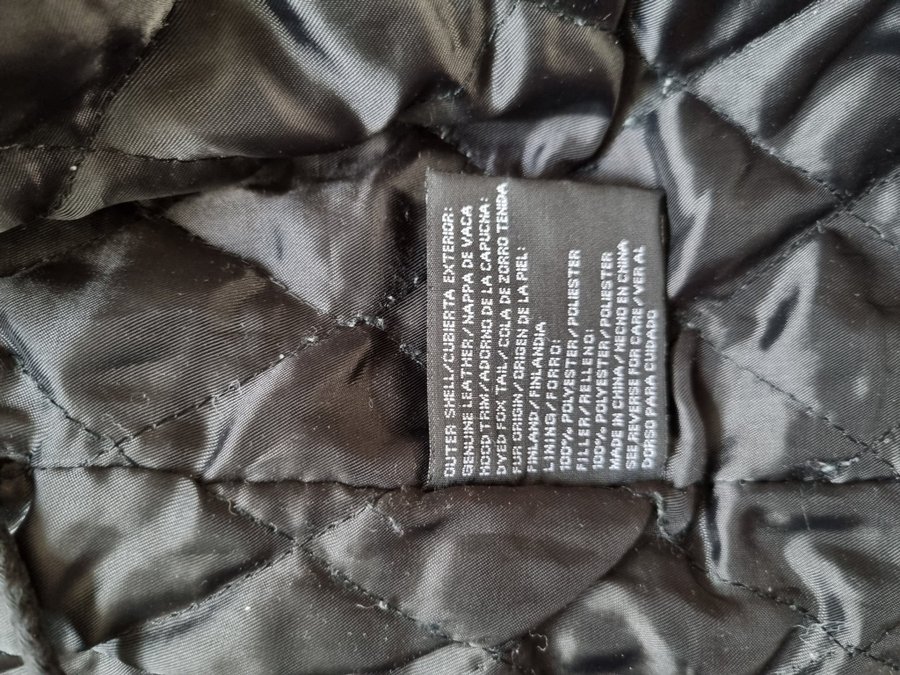 OUTER SHELL/CUBIERTA EXTERIOR:
GENUINE LEATHER/NAPPA DE VACA
HOOD TRIM/ADORNO DE LA CAPUCHA:
DYED FOX TAIL/COLA DE ZORRO TENIDA
FUR ORIGIN/ORIGEN DE LA PIEL:
FINLAND/FINLANDIA
LINING/FORRO:
100% POLYESTER/POLIESTER
FILLER/RELLENO:
100% POLYESTER/POLIESTER
MADE IN CHINA/HECHO EN CHINA
SEE REVERSE FOR CARE/VER AL
DORSO PARA CUIDADO